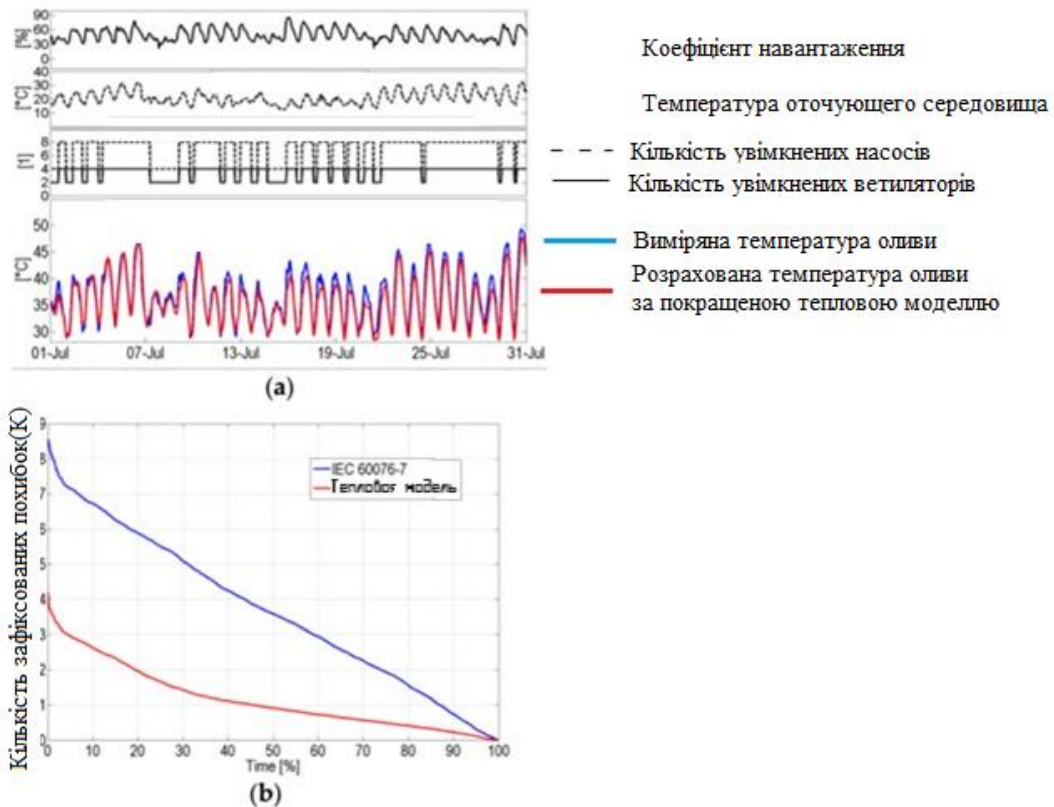 90
60
30
0
[%]
Коефіцієнт навантаження
40
30
20
10
[°C]
Температура оточуючего середовища
8
6
4
2
0
[1]
Кількість увімкнених насосів
Кількість увімкнених ветиляторів
50
45
40
35
30
[°C]
Виміряна температура оливи
Розрахована температура оливи
за покращеною тепловою моделлю
01-Jul 07-Jul 13-Jul 19-Jul 25-Jul 31-Jul
(a)
Кількість зафіксованих похибок(К)
9
8
7
6
5
4
3
2
1
0
IEC 60076-7
Теплова модель
0 10 20 30 40 50 60 70 80 90 100
Time [%]
(b)